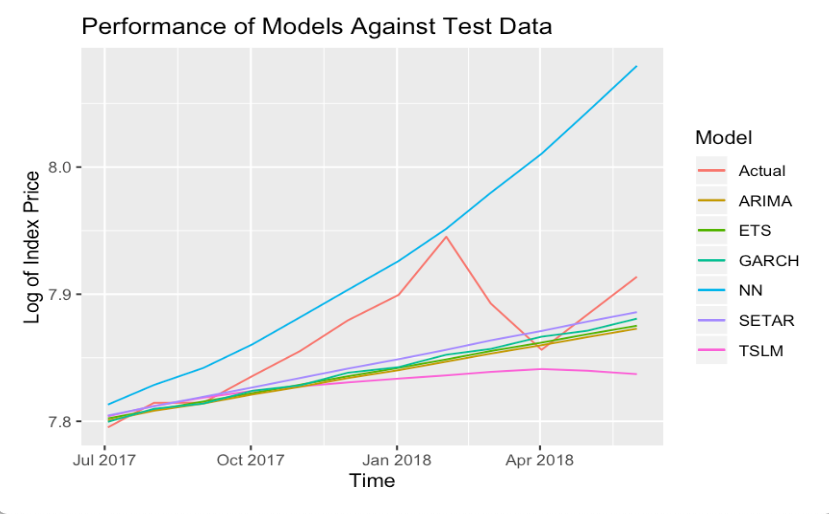 Performance of Models Against Test Data
Log of Index Price
8.0
7.9
7.8
Jul 2017
Oct 2017
Jan 2018
Apr 2018
Time
Model
Actual
ARIMA
ETS
GARCH
NN
SETAR
TSLM